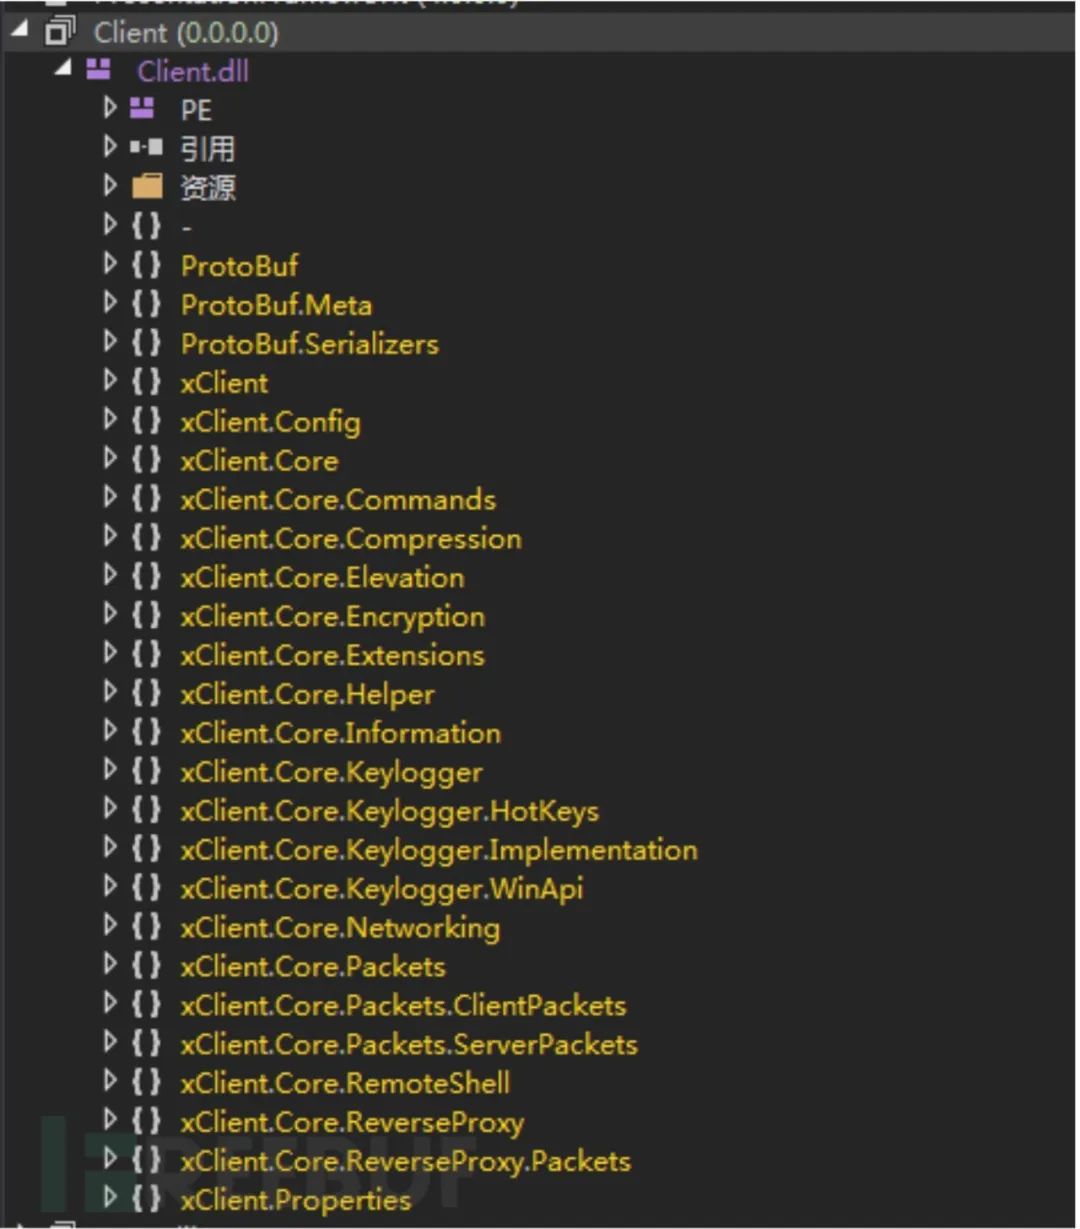 Client (0.0.0.0)
Client.dll
PE
引用
资源
-
ProtoBuf
ProtoBuf.Meta
ProtoBuf.Serializers
xClient
xClient.Config
xClient.Core
xClient.Core.Commands
xClient.Core.Compression
xClient.Core.Elevation
xClient.Core.Encryption
xClient.Core.Extensions
xClient.Core.Helper
xClient.Core.Information
xClient.Core.Keylogger
xClient.Core.Keylogger.HotKeys
xClient.Core.Keylogger.Implementation
xClient.Core.Keylogger.WinApi
xClient.Core.Networking
xClient.Core.Packets
xClient.Core.Packets.ClientPackets
xClient.Core.Packets.ServerPackets
xClient.Core.RemoteShell
xClient.Core.ReverseProxy
xClient.Core.ReverseProxy.Packets
xClient.Properties
REEBUF